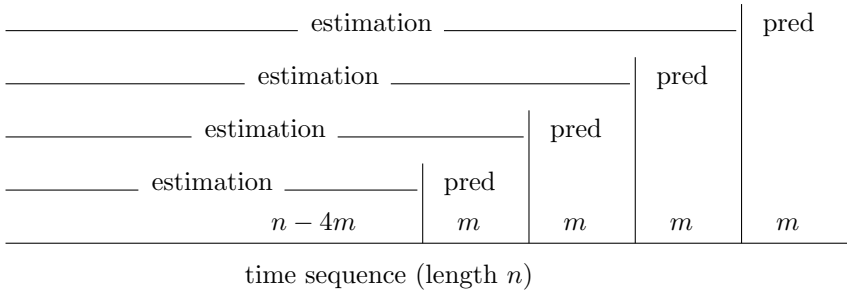 estimation pred
estimation pred
estimation pred
estimation pred
n − 4m m m m m
time sequence (length n)